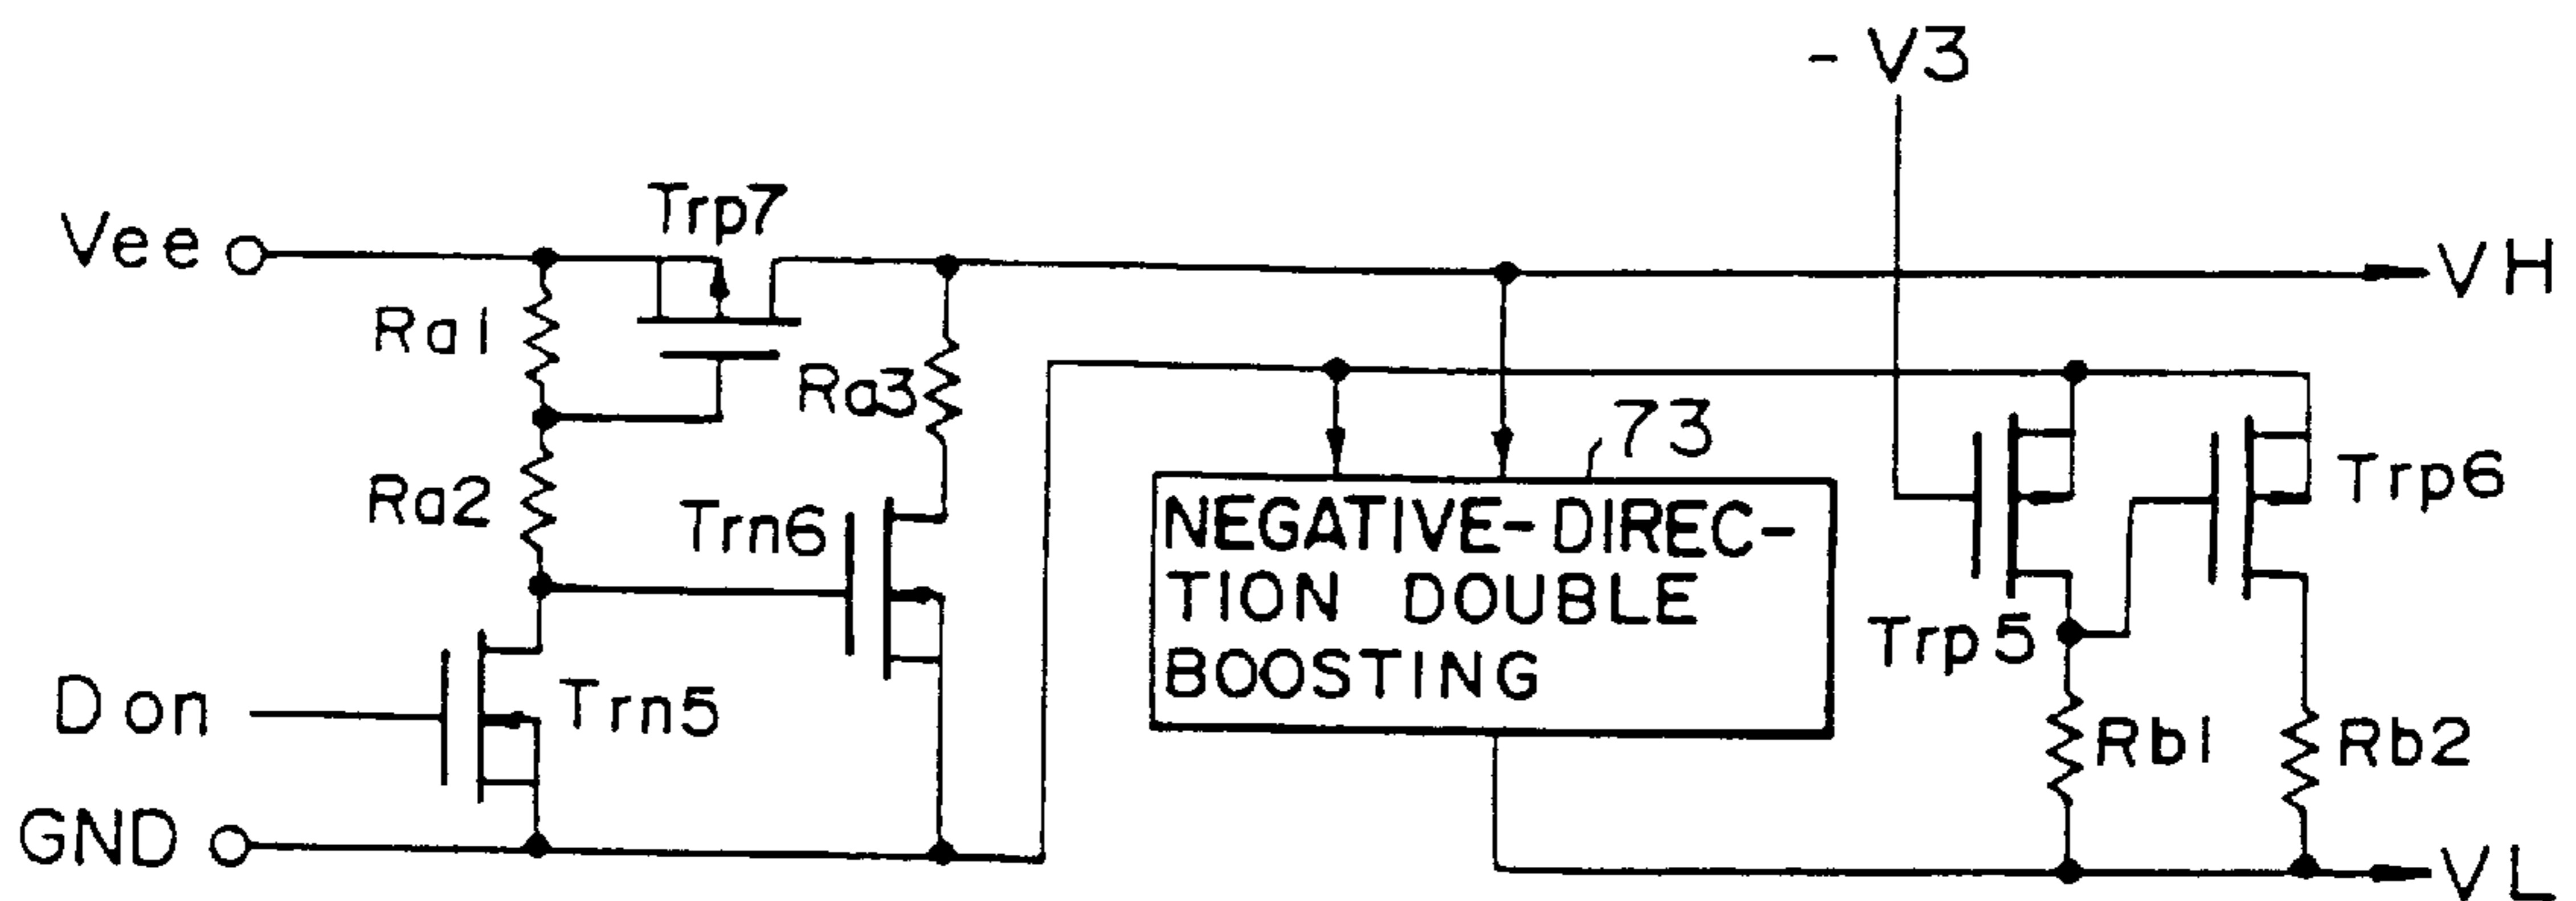 - V3
Trp7
Vee
VH
Ra1
Ra3
73
Trp6
Ra2
Trn6
NEGATIVE-DIREC-
TION DOUBLE
BOOSTING
Trp5
Don
Trn5
Rb1
Rb2
GND
VL